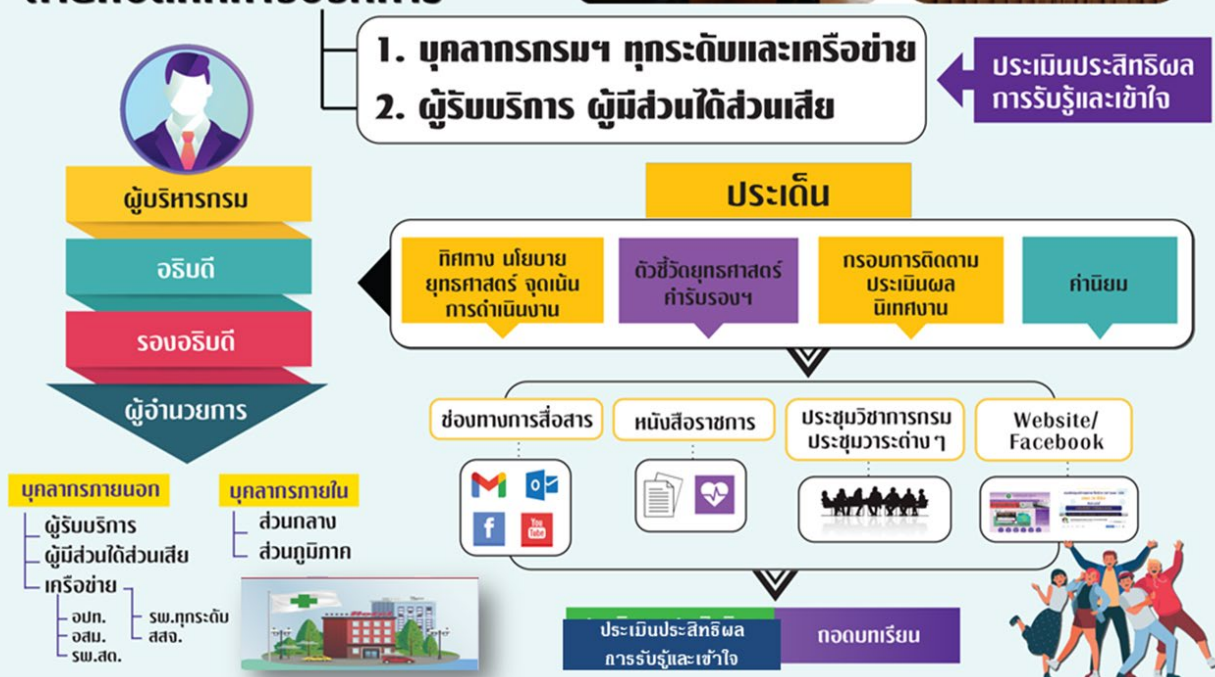 1. บุคลากรกรมฯ ทุกระดับและเครือข่าย
2. ผู้รับบริการ ผู้มีส่วนได้ส่วนเสีย
ประเมินประสิทธิผล
การรับรู้และเข้าใจ
ผู้บริหารกรม
อธิบดี
รองอธิบดี
ผู้อำนวยการ
ประเด็น
ทิศทาง นโยบาย
ยุทธศาสตร์ จุดเน้น
การดำเนินงาน
ตัวชี้วัดยุทธศาสตร์
คำรับรองฯ
กรอบการติดตาม
ประเมินผล
นิเทศงาน
ค่านิยม
ช่องทางการสื่อสาร
หนังสือราชการ
ประชุมวิชาการกรม
ประชุมวาระต่าง ๆ
Website/
Facebook
You
Tube
บุคลากรภายนอก
ผู้รับบริการ
ผู้มีส่วนได้ส่วนเสีย
เครือข่าย
อปท.
อสม.
รพ.สต.
รพ.ทุกระดับ
สสจ.
บุคลากรภายใน
ส่วนกลาง
ส่วนภูมิภาค
ประเมินประสิทธิผล
การรับรู้และเข้าใจ
ถอดบทเรียน